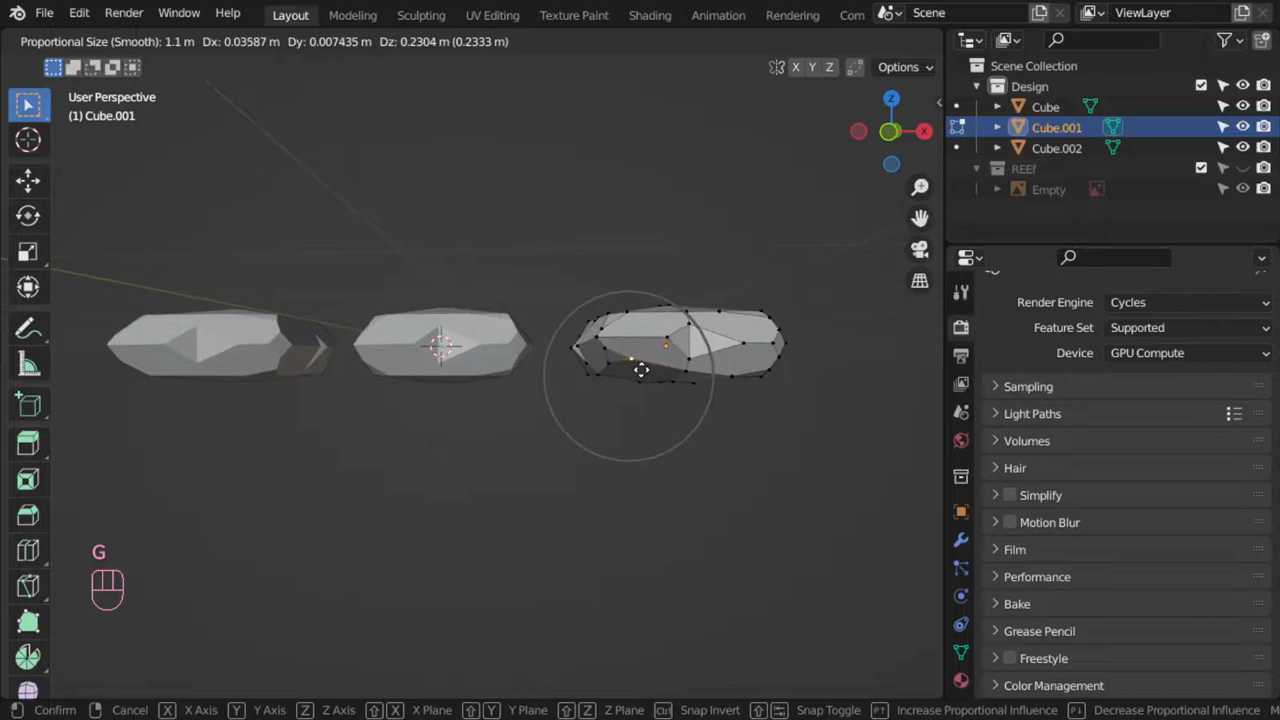 File Edit Render Window Help Layout Modeling Sculpting UV Editing Texture Paint Shading Animation Rendering Com Scene ViewLayer
Proportional Size (Smooth): 1.1 m Dx: 0.03587 m Dy: 0.007435 m Dz: 0.2304 m (0.2333 m)
X Y Z Options
User Perspective
(1) Cube.001
Z
X
Scene Collection
Design
Cube
Cube.001
Cube.002
REEf
Empty
Render Engine Cycles
Feature Set Supported
Device GPU Compute
Sampling
Light Paths
Volumes
Hair
Simplify
Motion Blur
Film
Performance
Bake
Grease Pencil
Freestyle
Color Management
G
Confirm Cancel X X Axis Y Y Axis Z Z Axis X X Plane Y Y Plane Z Z Plane Ctrl Snap Invert Snap Toggle Increase Proportional Influence Decrease Proportional Influence